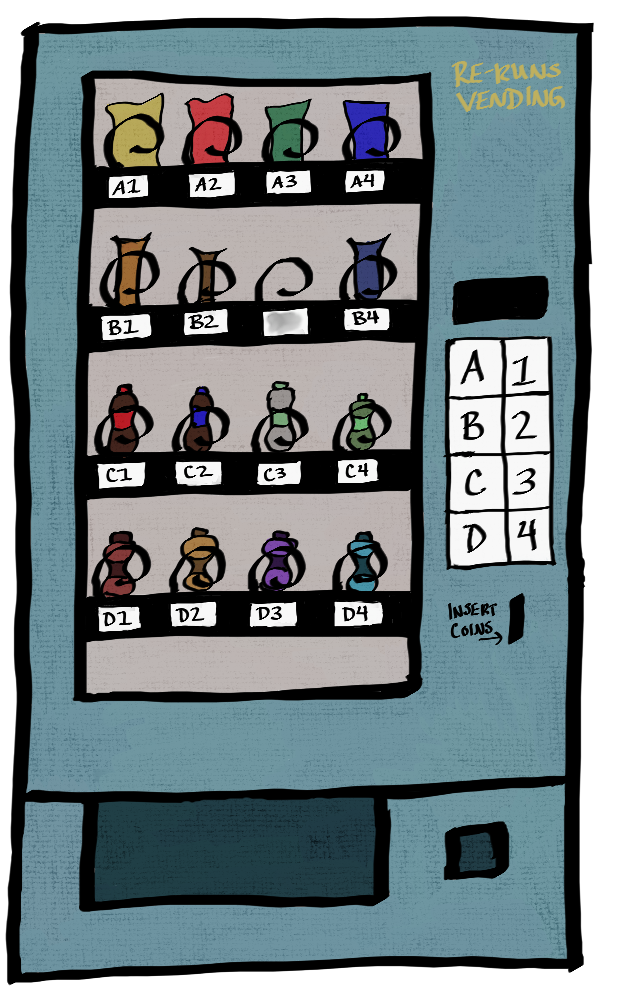 RE-RUNS
VENDING
A1 A2 A3 A4
B1 B2 B4
C1 C2 C3 C4
D1 D2 D3 D4
A 1
B 2
C 3
D 4
INSERT
COINS